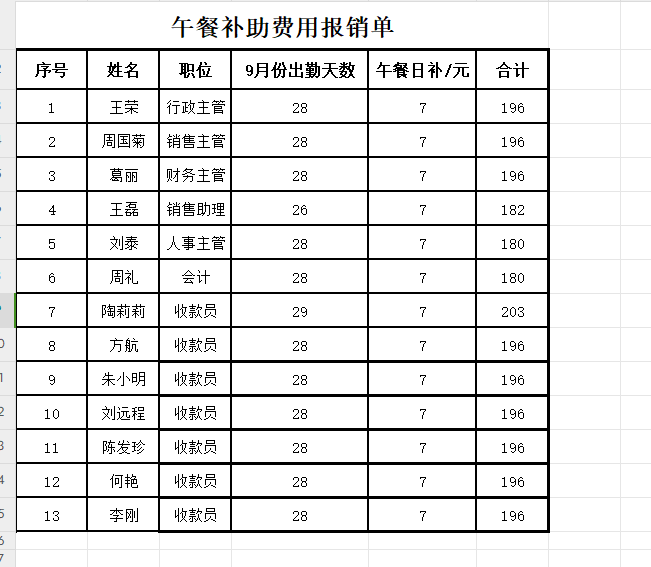 午餐补助费用报销单
序号 姓名 职位 9月份出勤天数 午餐日补/元 合计
1 王荣 行政主管 28 7 196
2 周国菊 销售主管 28 7 196
3 葛丽 财务主管 28 7 196
4 王磊 销售助理 26 7 182
5 刘泰 人事主管 28 7 180
6 周礼 会计 28 7 180
7 陶莉莉 收款员 29 7 203
8 方航 收款员 28 7 196
9 朱小明 收款员 28 7 196
10 刘远程 收款员 28 7 196
11 陈发珍 收款员 28 7 196
12 何艳 收款员 28 7 196
13 李刚 收款员 28 7 196